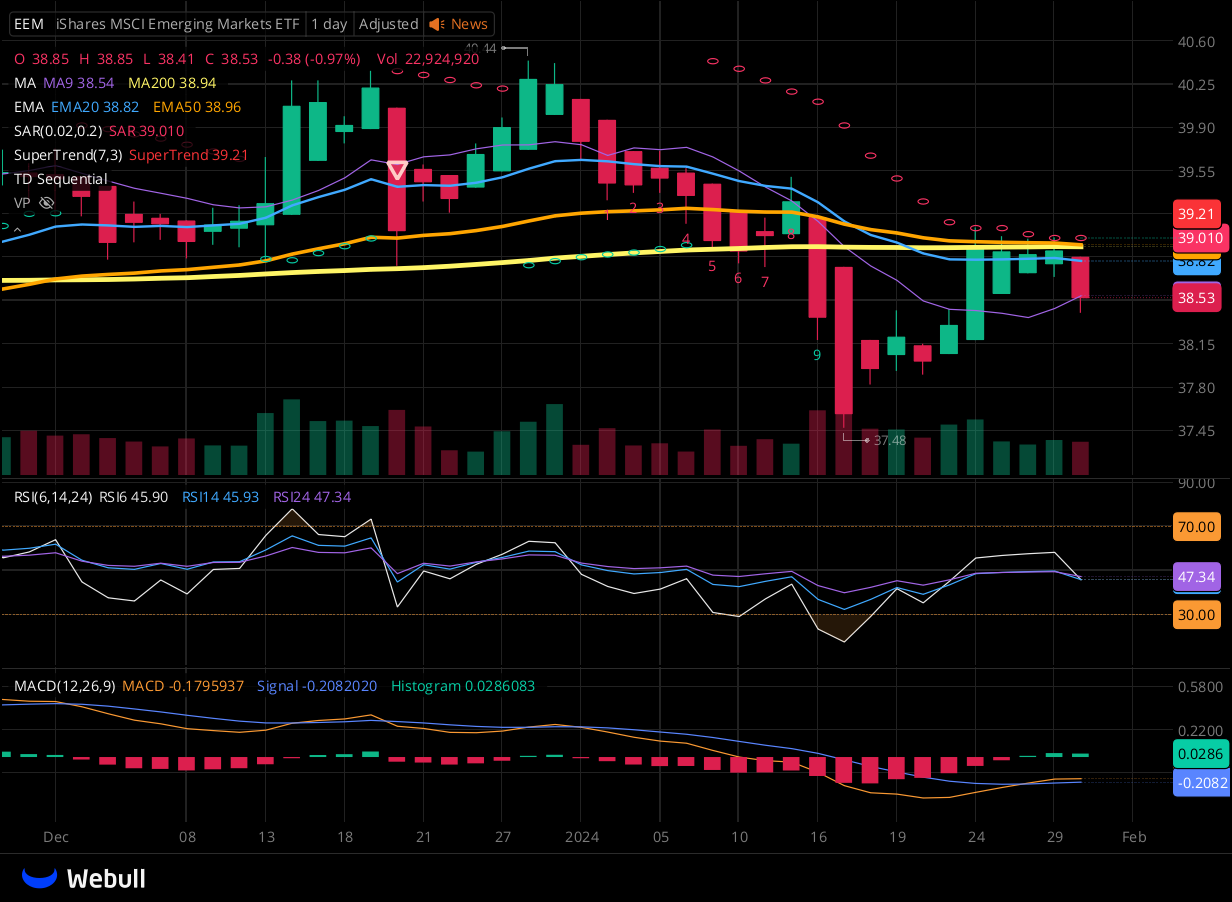 EEM iShares MSCI Emerging Markets ETF 1 day Adjusted News
O 38.85 H 38.85 L 38.41 C 38.53 -0.38 (-0.97%) Vol 22,924,920
MA MA9 38.54 MA200 38.94
EMA EMA20 38.82 EMA50 38.96
SAR(0.02,0.2) SAR 39.010
SuperTrend(7,3) SuperTrend 39.21
TD Sequential
VP
40.60
40.25
39.90
39.55
39.21
39.010
38.82
38.53
38.15
37.80
37.45
2 3
4
5
6
7
8
9
37.48
90.00
RSI(6,14,24) RSI6 45.90 RSI14 45.93 RSI24 47.34
70.00
47.34
30.00
MACD(12,26,9) MACD -0.1795937 Signal -0.2082020 Histogram 0.0286083
0.5800
0.2200
0.0286
-0.2082
Dec 08 13 18 21 27 2024 05 10 16 19 24 29 Feb
Webull